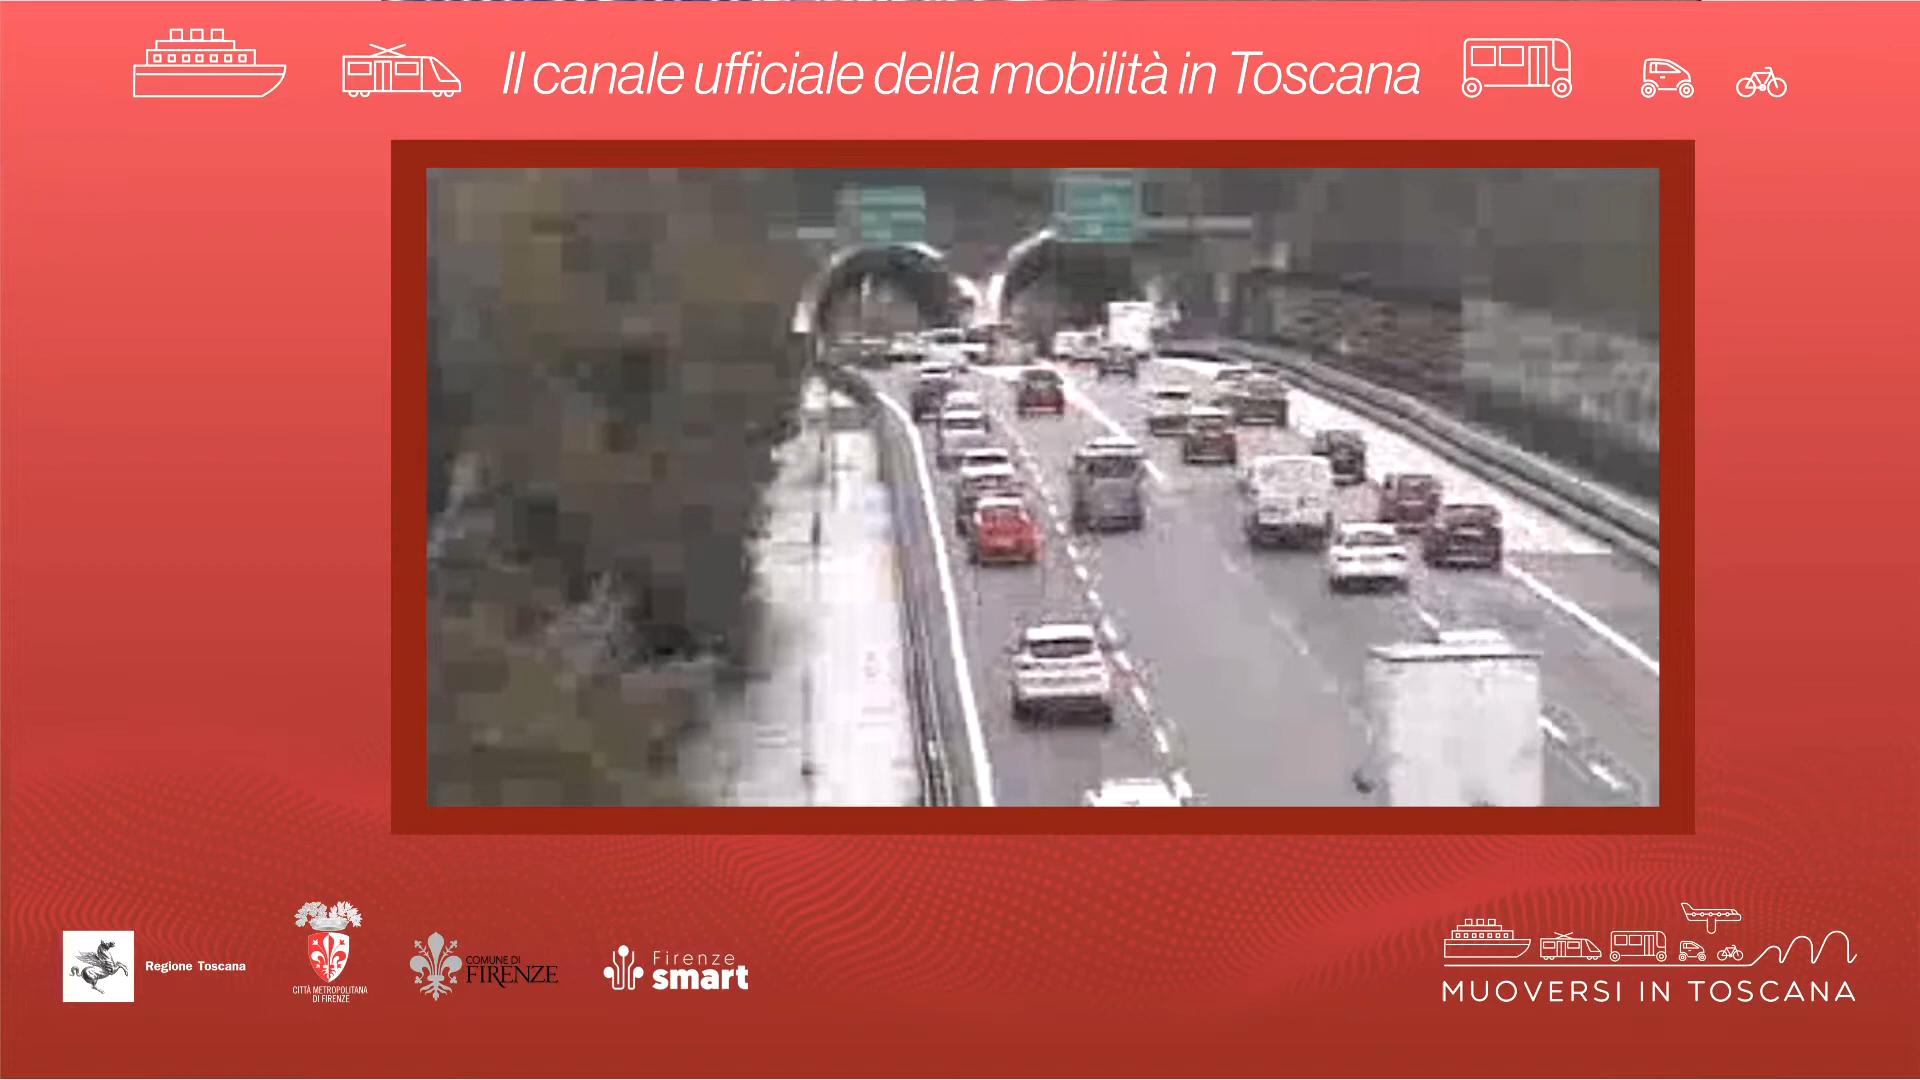 Il canale ufficiale della mobilità in Toscana
Regione Toscana
CITTÀ METROPOLITANA
DI FIRENZE
COMUNE DI
FIRENZE
Firenze
smart
MUOVERSI IN TOSCANA